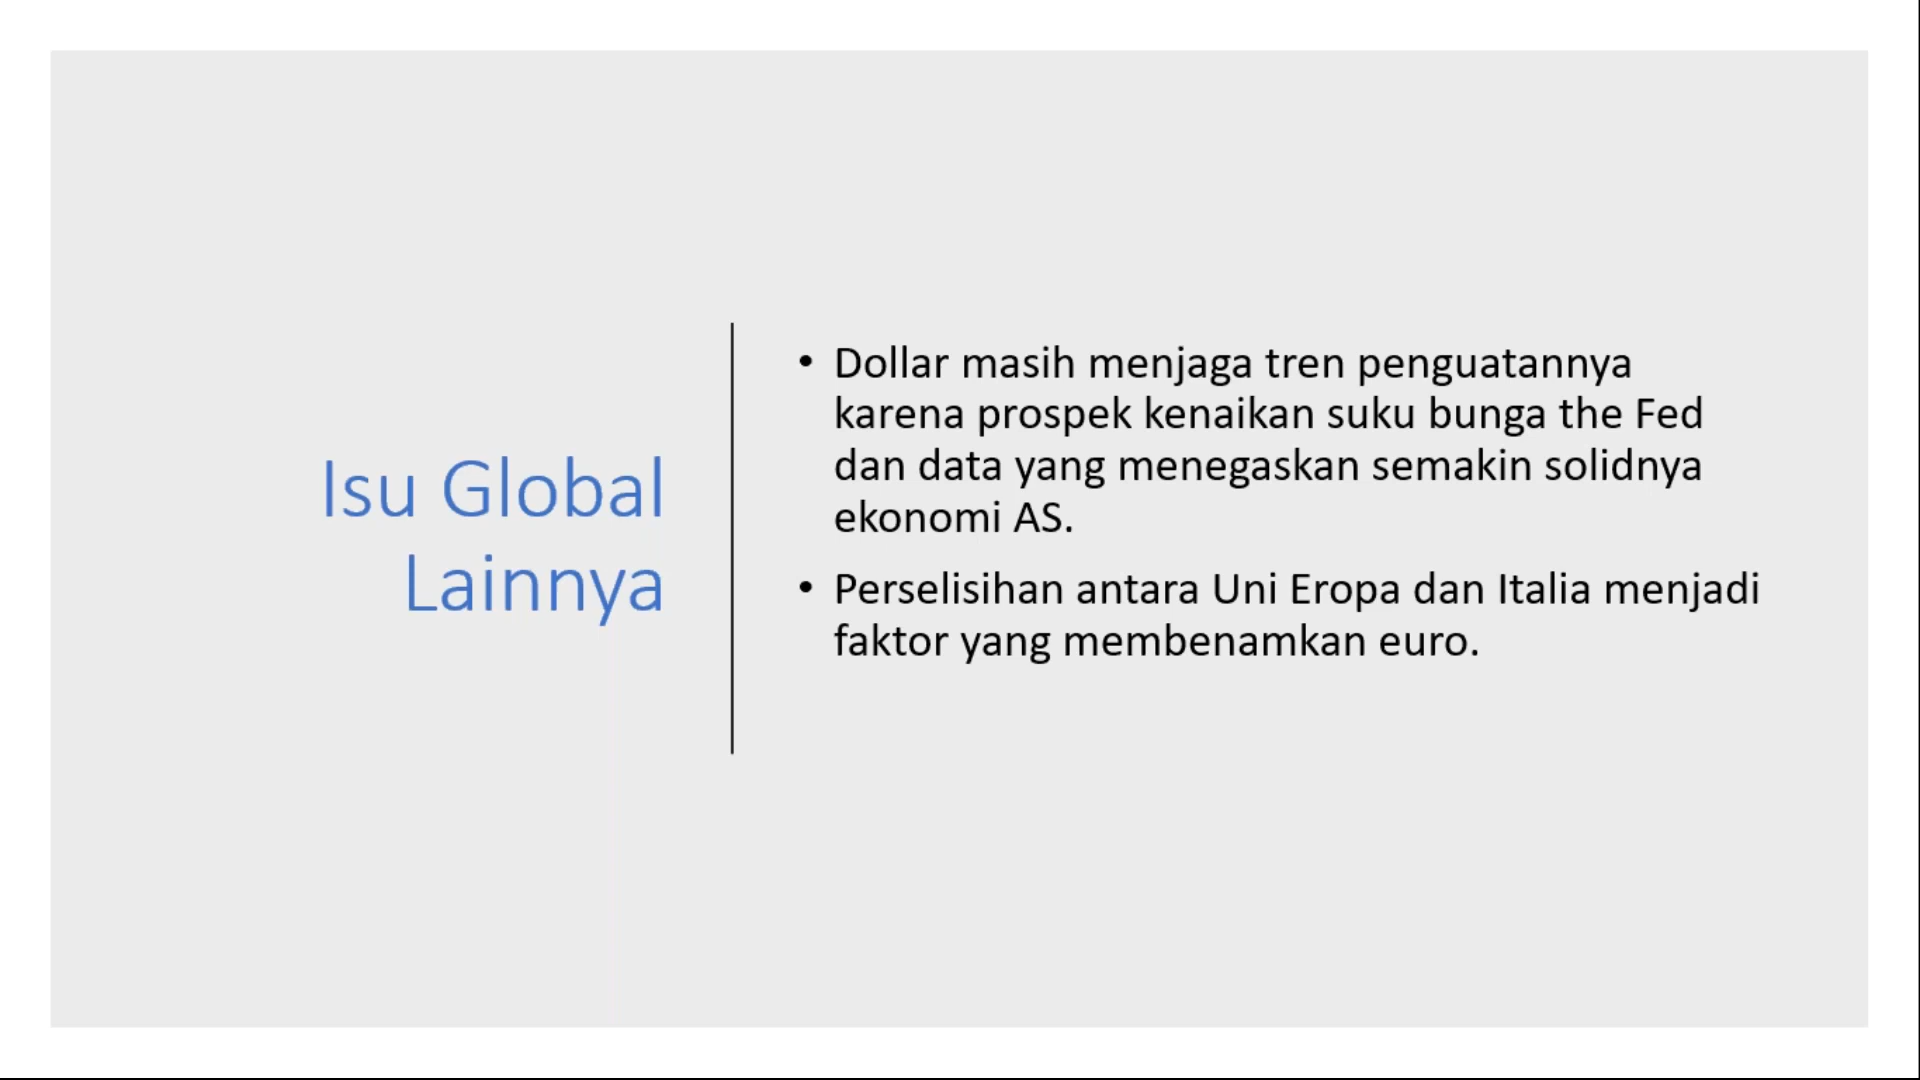 Isu Global
Lainnya
• Dollar masih menjaga tren penguatannya
karena prospek kenaikan suku bunga the Fed
dan data yang menegaskan semakin solidnya
ekonomi AS.
• Perselisihan antara Uni Eropa dan Italia menjadi
faktor yang membenamkan euro.